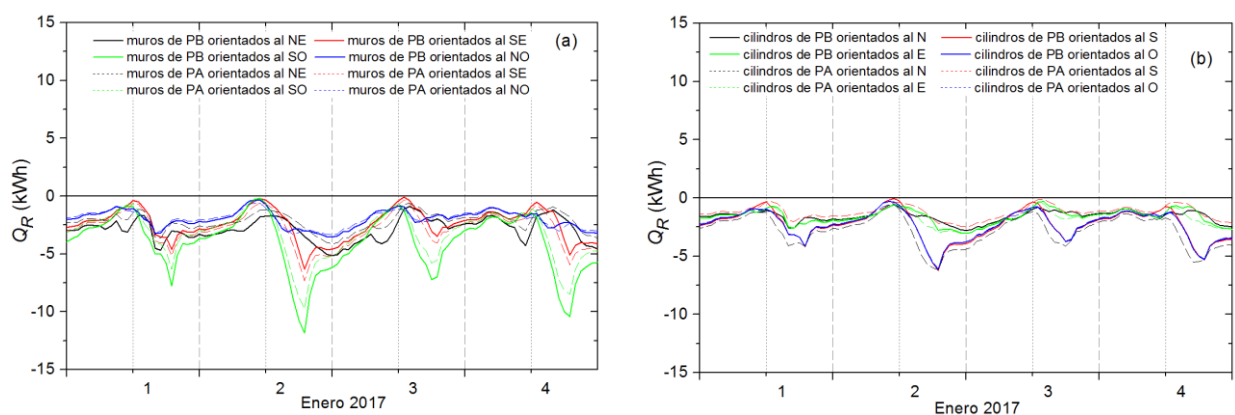 15
10
5
0
-5
-10
-15
Q_R (kWh)
muros de PB orientados al NE
muros de PB orientados al SE
muros de PB orientados al SO
muros de PB orientados al NO
muros de PA orientados al NE
muros de PA orientados al SE
muros de PA orientados al SO
muros de PA orientados al NO
(a)
1
2
3
4
Enero 2017
15
10
5
0
-5
-10
-15
Q_R (kWh)
cilindros de PB orientados al N
cilindros de PB orientados al S
cilindros de PB orientados al E
cilindros de PB orientados al O
cilindros de PA orientados al N
cilindros de PA orientados al S
cilindros de PA orientados al E
cilindros de PA orientados al O
(b)
1
2
3
4
Enero 2017